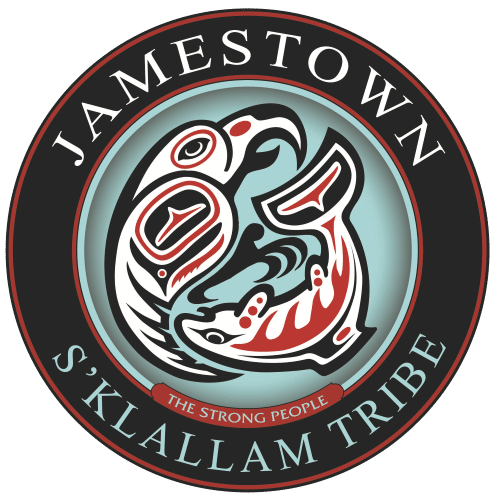 JAMESTOWN
THE STRONG PEOPLE
S'KLALLAM TRIBE